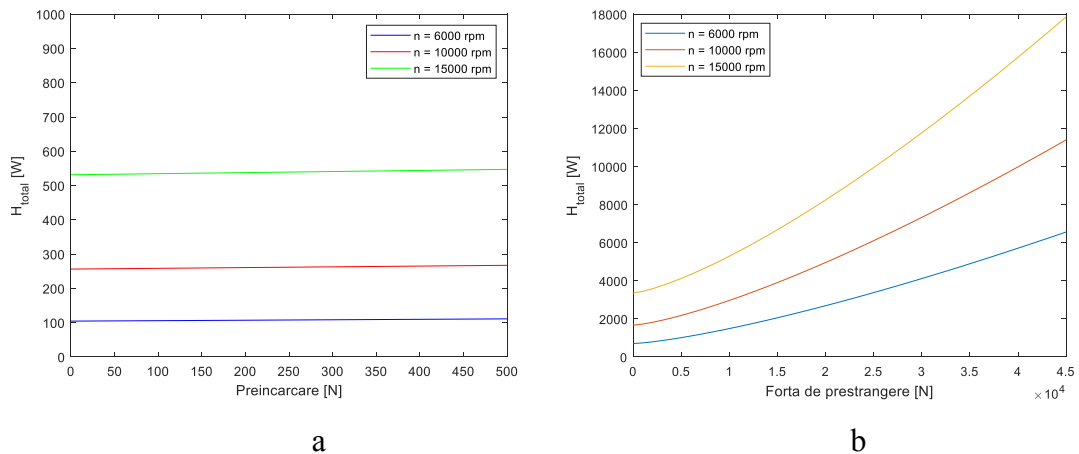 1000
900
800
700
600
500
400
300
200
100
0
H_total [W]
0 50 100 150 200 250 300 350 400 450 500
Preincarcare [N]
n = 6000 rpm
n = 10000 rpm
n = 15000 rpm
a
18000
16000
14000
12000
10000
8000
6000
4000
2000
0
H_total [W]
0 0.5 1 1.5 2 2.5 3 3.5 4 4.5
×10^4
Forta de prestrangere [N]
n = 6000 rpm
n = 10000 rpm
n = 15000 rpm
b